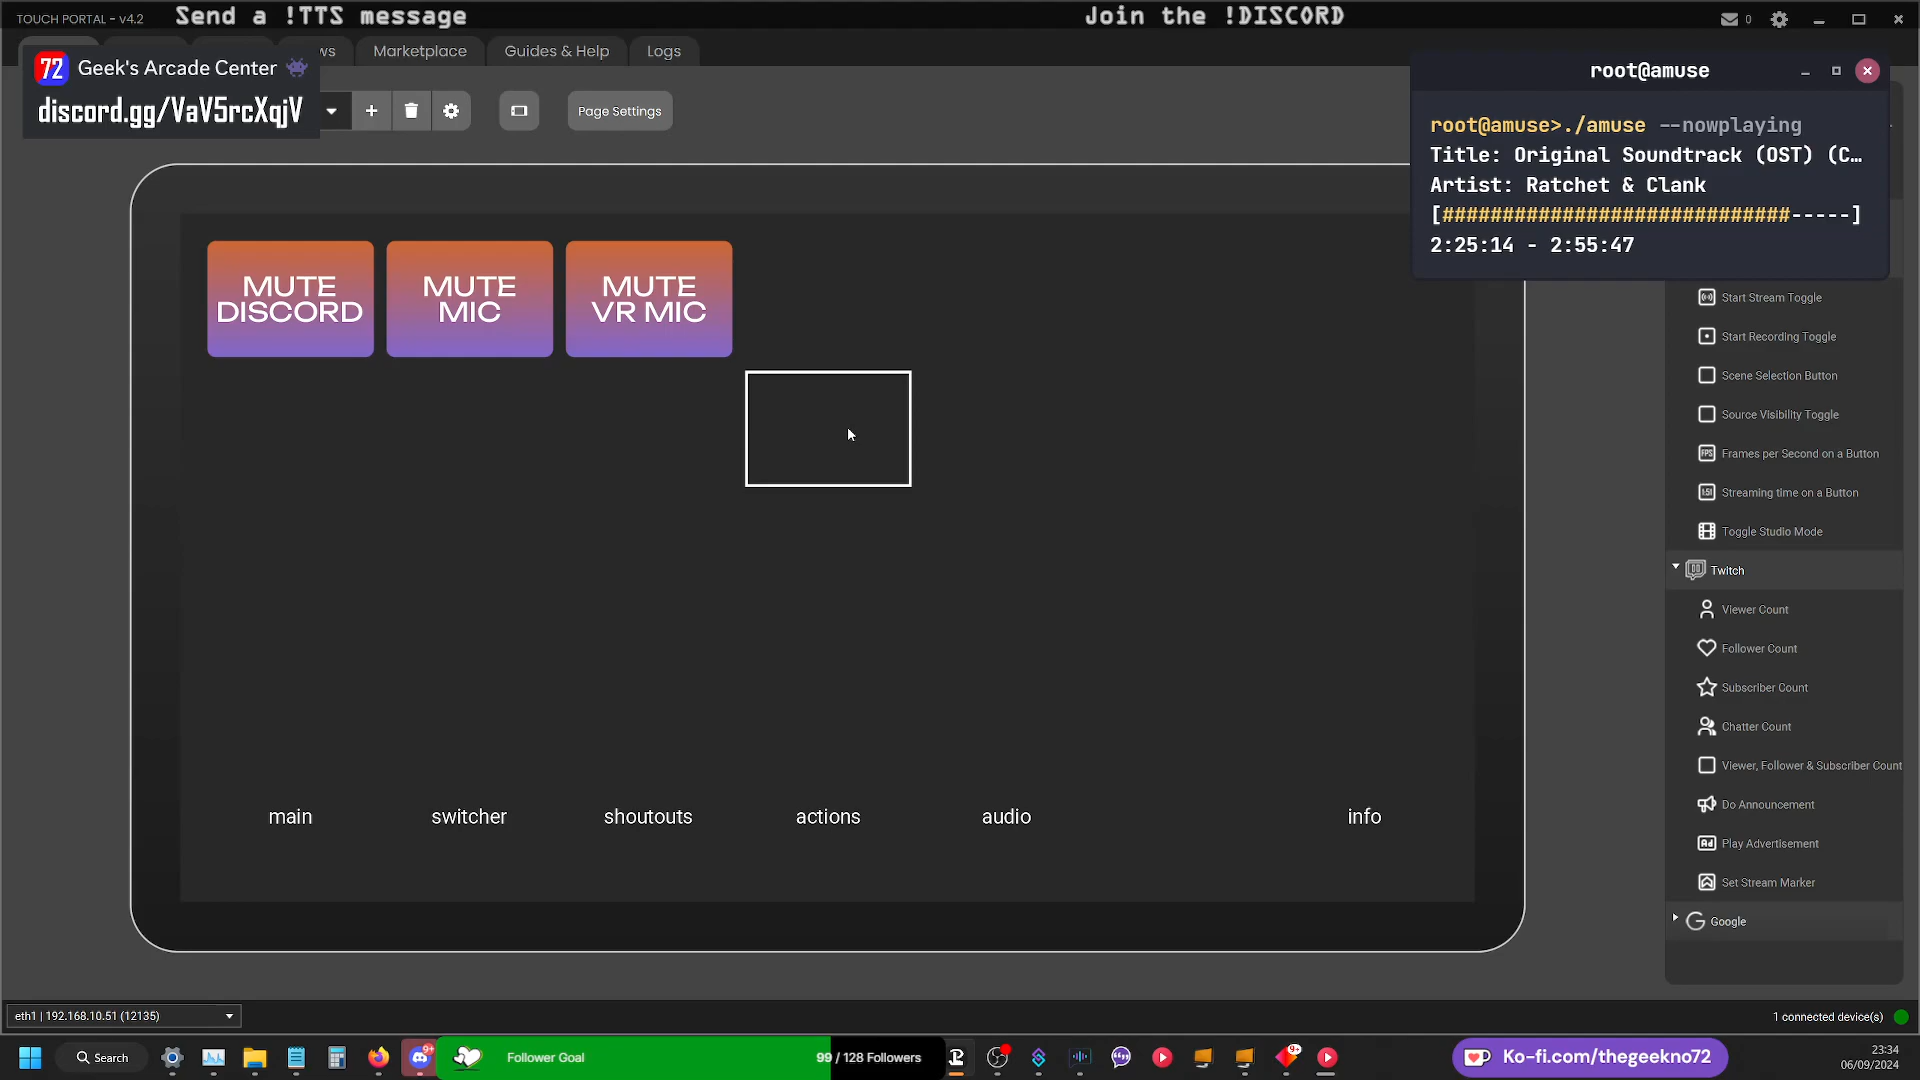 TOUCH PORTAL - v4.2
Send a !TTS message
Join the !DISCORD
0
ws
Marketplace
Guides & Help
Logs
72 Geek's Arcade Center
discord.gg/VaV5rcXqjV
Page Settings
root@amuse
root@amuse>./amuse --nowplaying
Title: Original Soundtrack (OST) (C…
Artist: Ratchet & Clank
[#############################-----]
2:25:14 - 2:55:47
MUTE
DISCORD
MUTE
MIC
MUTE
VR MIC
Start Stream Toggle
Start Recording Toggle
Scene Selection Button
Source Visibility Toggle
FPS Frames per Second on a Button
1:51 Streaming time on a Button
Toggle Studio Mode
Twitch
Viewer Count
Follower Count
Subscriber Count
Chatter Count
Viewer, Follower & Subscriber Count
Do Announcement
Ad Play Advertisement
Set Stream Marker
Google
main
switcher
shoutouts
actions
audio
info
eth1 | 192.168.10.51 (12135)
1 connected device(s)
Search
9+
Follower Goal
99 / 128 Followers
9+
Ko-fi.com/thegeekno72
23:34
06/09/2024